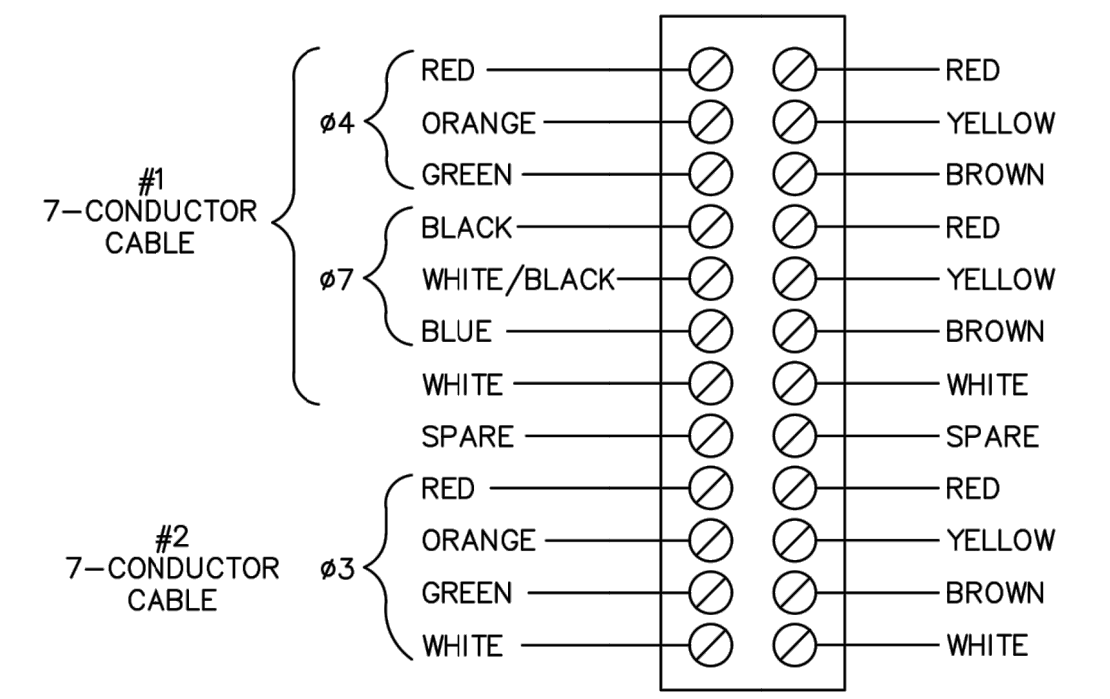 RED RED
ø4 ORANGE YELLOW
GREEN BROWN
#1
7-CONDUCTOR
CABLE
BLACK RED
ø7 WHITE/BLACK YELLOW
BLUE BROWN
WHITE WHITE
SPARE SPARE
RED RED
#2
7-CONDUCTOR
CABLE
ORANGE YELLOW
ø3
GREEN BROWN
WHITE WHITE